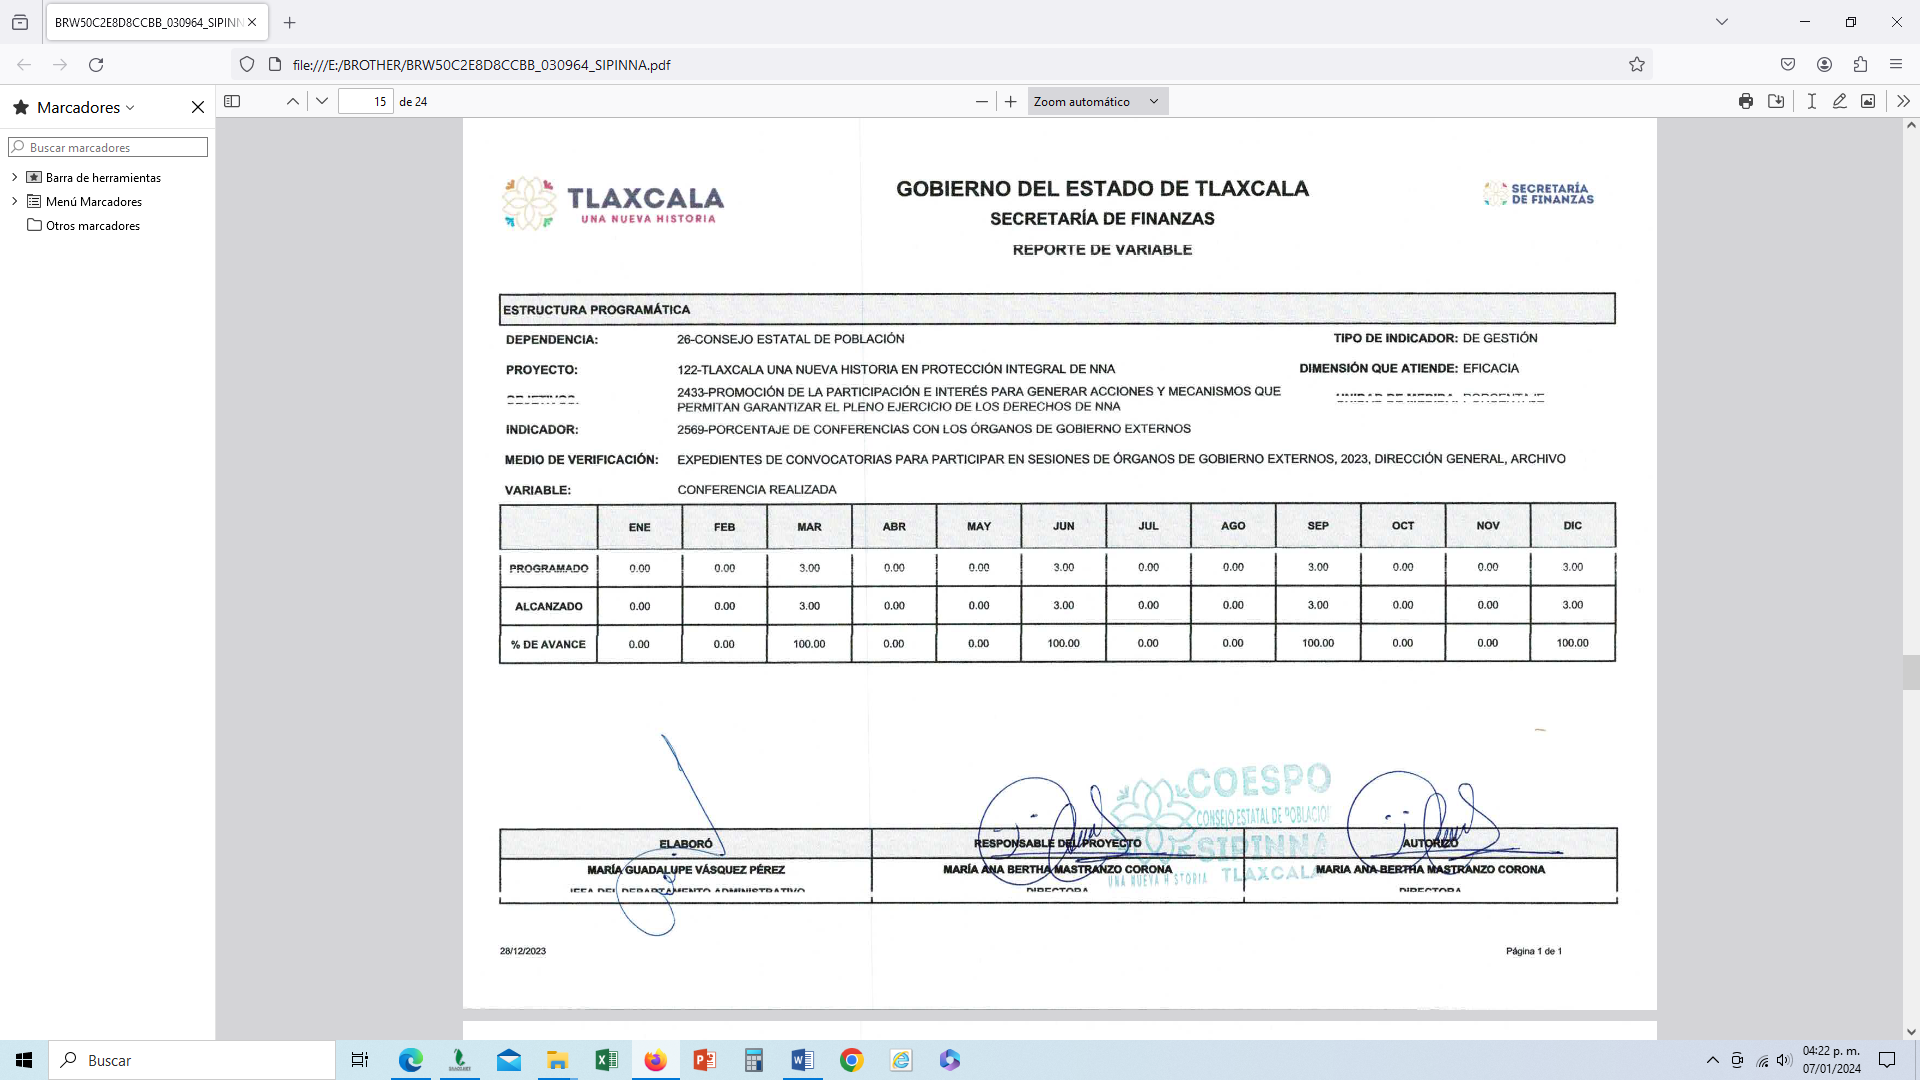 BRW50C2E8D8CCBB_030964_SIPINN
file:///E:/BROTHER/BRW50C2E8D8CCBB_030964_SIPINNA.pdf
Marcadores
15 de 24
Zoom automático
Buscar marcadores
Barra de herramientas
Menú Marcadores
Otros marcadores
TLAXCALA
UNA NUEVA HISTORIA
GOBIERNO DEL ESTADO DE TLAXCALA
SECRETARÍA DE FINANZAS
REPORTE DE VARIABLE
SECRETARÍA
DE FINANZAS
ESTRUCTURA PROGRAMÁTICA
DEPENDENCIA: 26-CONSEJO ESTATAL DE POBLACIÓN TIPO DE INDICADOR: DE GESTIÓN
PROYECTO: 122-TLAXCALA UNA NUEVA HISTORIA EN PROTECCIÓN INTEGRAL DE NNA DIMENSIÓN QUE ATIENDE: EFICACIA
OBJETIVOS: 2433-PROMOCIÓN DE LA PARTICIPACIÓN E INTERÉS PARA GENERAR ACCIONES Y MECANISMOS QUE
PERMITAN GARANTIZAR EL PLENO EJERCICIO DE LOS DERECHOS DE NNA UNIDAD DE MEDIDA: PORCENTAJE
INDICADOR: 2569-PORCENTAJE DE CONFERENCIAS CON LOS ÓRGANOS DE GOBIERNO EXTERNOS
MEDIO DE VERIFICACIÓN: EXPEDIENTES DE CONVOCATORIAS PARA PARTICIPAR EN SESIONES DE ÓRGANOS DE GOBIERNO EXTERNOS, 2023, DIRECCIÓN GENERAL, ARCHIVO
VARIABLE: CONFERENCIA REALIZADA
ENE FEB MAR ABR MAY JUN JUL AGO SEP OCT NOV DIC
PROGRAMADO 0.00 0.00 3.00 0.00 0.00 3.00 0.00 0.00 3.00 0.00 0.00 3.00
ALCANZADO 0.00 0.00 3.00 0.00 0.00 3.00 0.00 0.00 3.00 0.00 0.00 3.00
% DE AVANCE 0.00 0.00 100.00 0.00 0.00 100.00 0.00 0.00 100.00 0.00 0.00 100.00
COESPO
CONSEJO ESTATAL DE POBLACION
SIPINNA
TLAXCALA
UNA NUEVA HISTORIA
ELABORÓ RESPONSABLE DEL PROYECTO AUTORIZÓ
MARÍA GUADALUPE VÁSQUEZ PÉREZ MARÍA ANA BERTHA MASTRANZO CORONA MARIA ANA BERTHA MASTRANZO CORONA
JEFA DEL DEPARTAMENTO ADMINISTRATIVO DIRECTORA DIRECTORA
28/12/2023 Página 1 de 1
Buscar
04:22 p. m.
07/01/2024